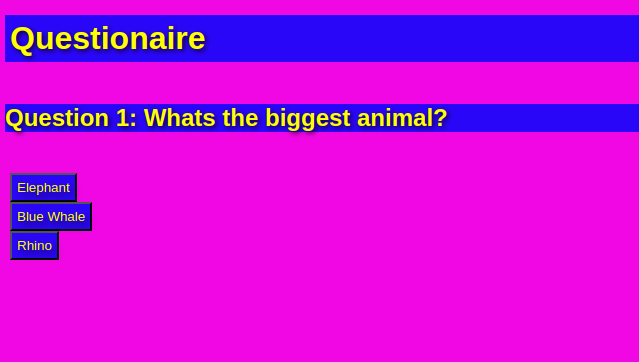 Questionaire
Question 1: Whats the biggest animal?
Elephant
Blue Whale
Rhino